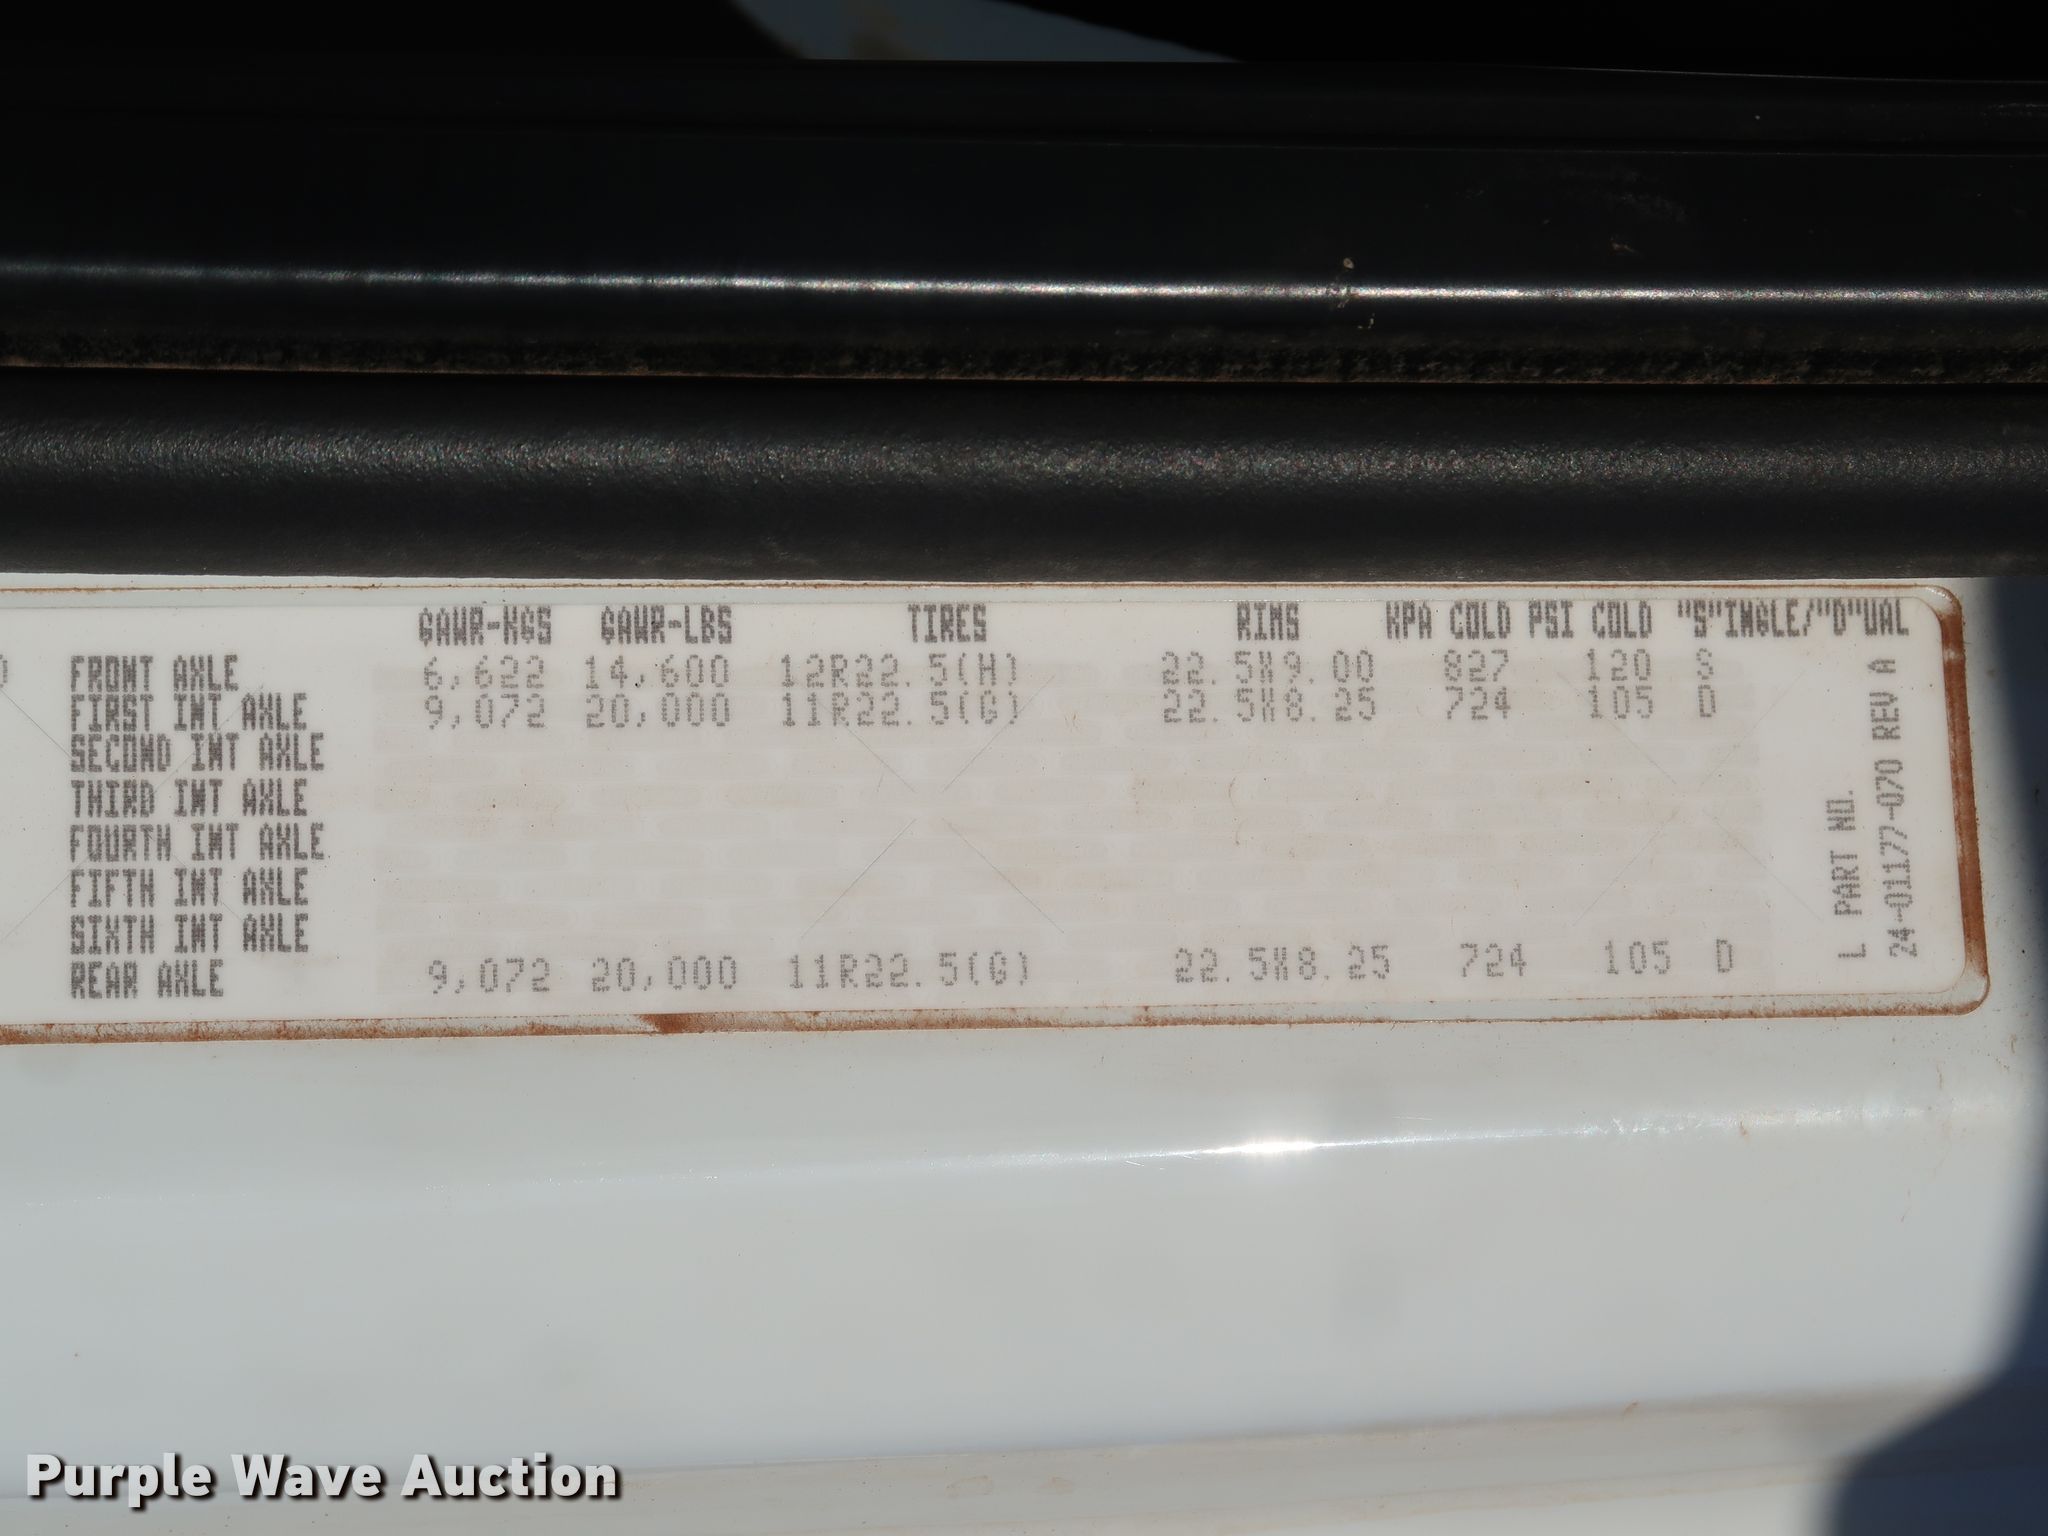 GAWR-KGS GAWR-LBS TIRES RIMS KPA COLD PSI COLD "S"INGLE/"D"UAL
FRONT AXLE 6,622 14,600 12R22.5(H) 22.5X9.00 827 120 S
FIRST INT AXLE 9,072 20,000 11R22.5(G) 22.5X8.25 724 105 D
SECOND INT AXLE
THIRD INT AXLE
FOURTH INT AXLE
FIFTH INT AXLE
SIXTH INT AXLE
REAR AXLE 9,072 20,000 11R22.5(G) 22.5X8.25 724 105 D
L PART NO.
24-01177-070 REV A
Purple Wave Auction